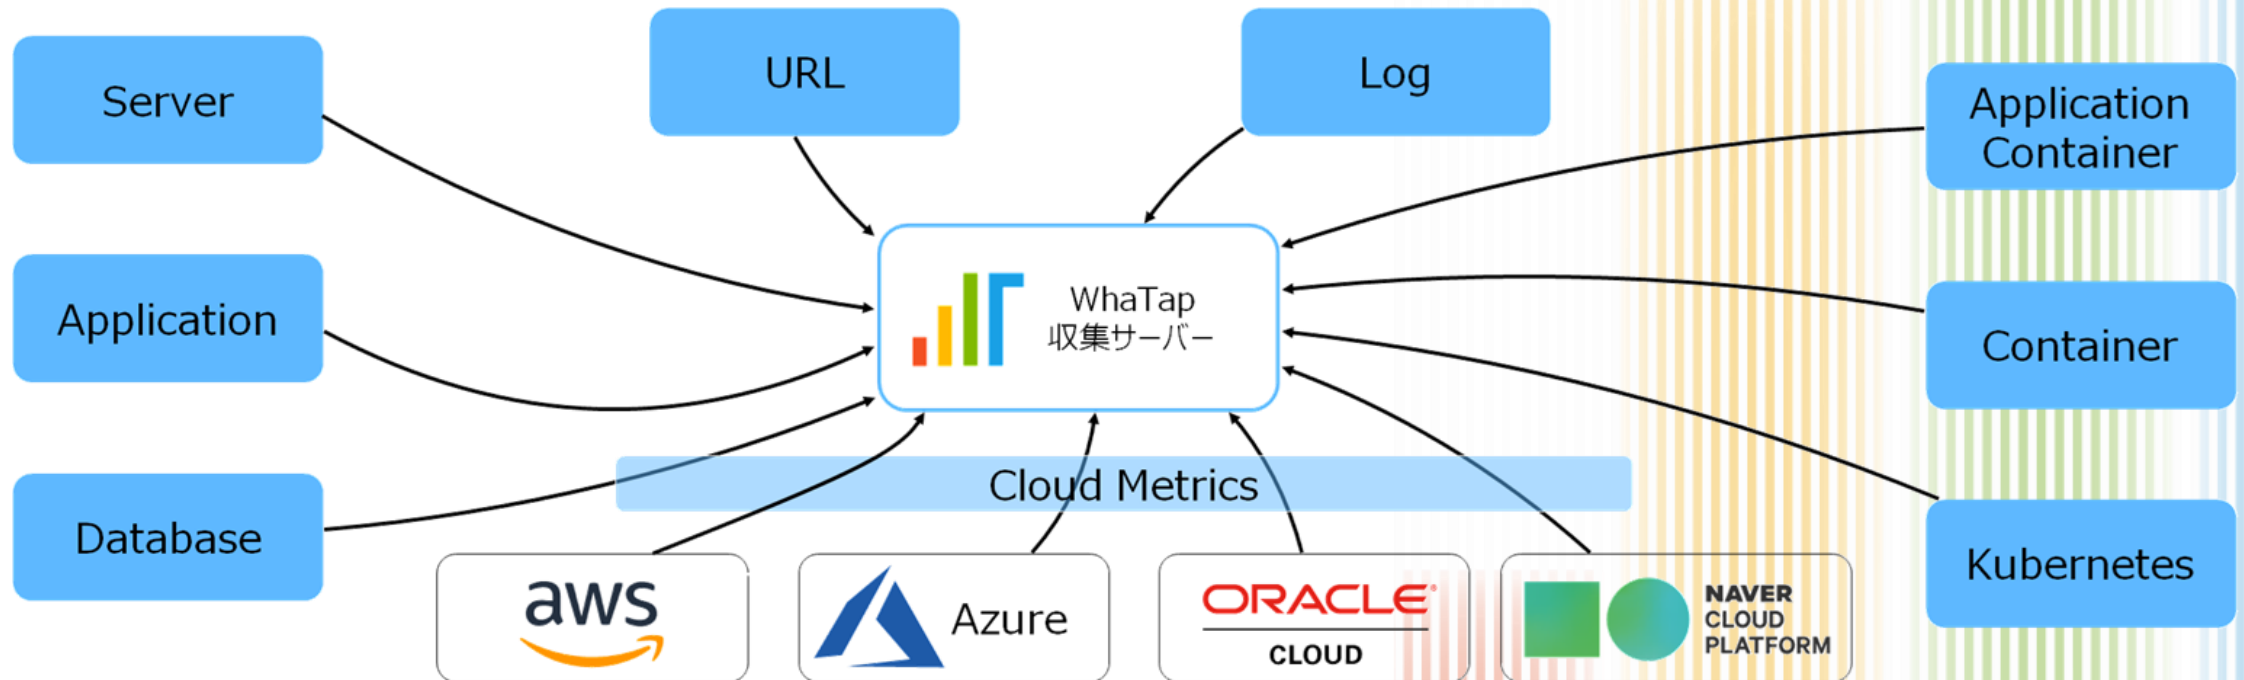 Server
URL
Log
Application
Container
Application
WhaTap
収集サーバー
Container
Database
Cloud Metrics
Kubernetes
aws
Azure
ORACLE
CLOUD
NAVER
CLOUD
PLATFORM